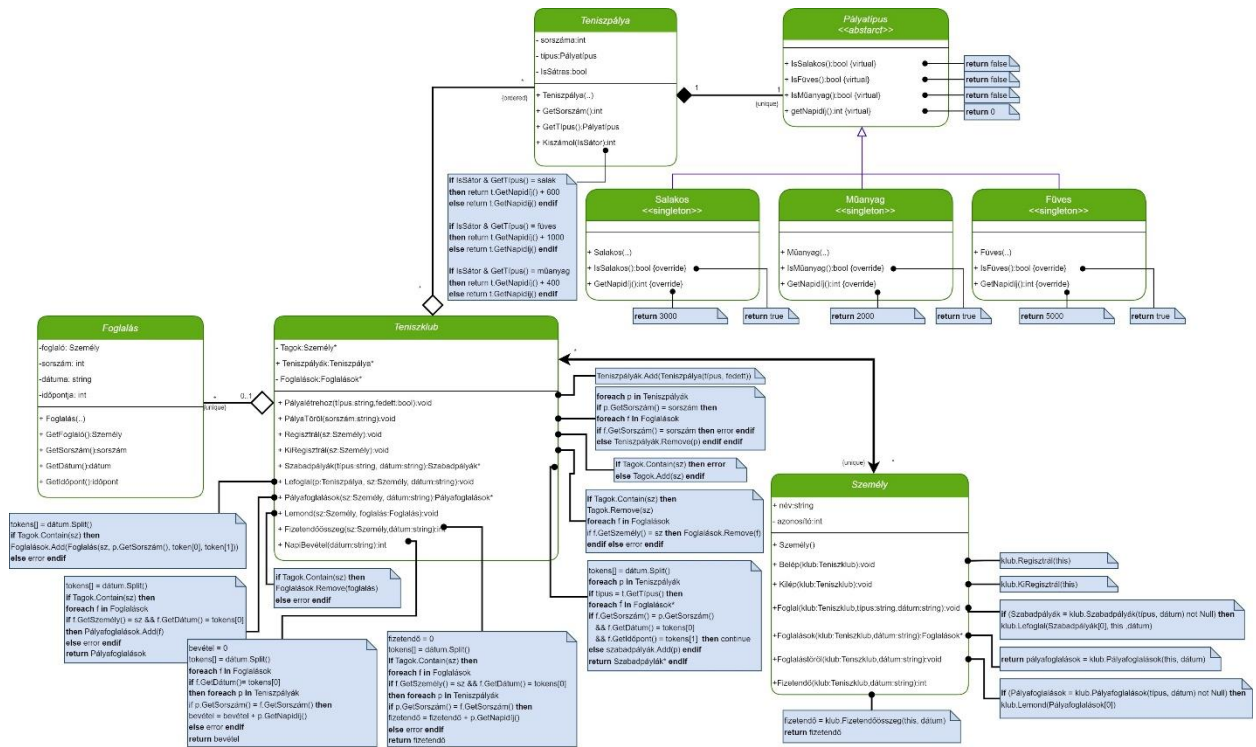 Teniszpálya
- sorszáma:int
- típus:Pályatípus
- IsSátras:bool
+ Teniszpálya(..)
+ GetSorszám():int
+ GetTípus():Pályatípus
+ Kiszámol(IsSátor):int
Pályatípus
<<abstarct>>
+ IsSalakos():bool {virtual}
+ IsFüves():bool {virtual}
+ IsMűanyag():bool {virtual}
+ getNapidíj():int {virtual}
return false
return false
return false
return 0
*
{ordered}
1
1
{unique}
If IsSátor & GetTípus() = salak
then return t.GetNapidíj() + 600
else return t.GetNapidíj() endif
if IsSátor & GetTípus() = füves
then return t.GetNapidíj() + 1000
else return t.GetNapidíj() endif
If IsSátor & GetTípus() = műanyag
then return t.GetNapidíj() + 400
else return t.GetNapidíj() endif
Salakos
<<singleton>>
+ Salakos(..)
+ IsSalakos():bool {override}
+ GetNapidíj():int {override}
return 3000
return true
Műanyag
<<singleton>>
+ Műanyag(..)
+ IsMűanyag():bool {override}
+ GetNapidíj():int {override}
return 2000
return true
Füves
<<singleton>>
+ Füves(..)
+ IsFüves():bool {override}
+ GetNapidíj():int {override}
return 5000
return true
*
Foglalás
-foglaló: Személy
-sorszám: int
-dátuma: string
-időpontja: int
+ Foglalás(..)
+ GetFoglaló():Személy
+ GetSorszám():sorszám
+ GetDátum():dátum
+ GetIdőpont():időpont
*
0..1
{unique}
Teniszklub
- Tagok:Személy*
+ Teniszpályák:Teniszpálya*
- Foglalások:Foglalások*
+ Pályalétrehoz(típus:string,fedett:bool):void
+ PályaTöröl(sorszám:string):void
+ Regisztrál(sz:Személy):void
+ KiRegisztrál(sz:Személy):void
+ Szabadpályák(típus:string, dátum:string):Szabadpályák*
+ Lefoglal(p:Teniszpálya, sz:Személy, dátum:string):void
+ Pályafoglalások(sz:Személy, dátum:string):Pályafoglalások*
+ Lemond(sz:Személy, foglalás:Foglalás):void
+ Fizetendőösszeg(sz:Személy,dátum:string):int
+ NapiBevétel(dátum:string):int
*
Teniszpályák.Add(Teniszpálya(típus, fedett))
foreach p in Teniszpályák
if p.GetSorszám() = sorszám then
foreach f In Foglalások
if f.GetSorszám() = sorszám then error endif
else Teniszpályák.Remove(p) endif endif
If Tagok.Contain(sz) then error
else Tagok.Add(sz) endif
If Tagok.Contain(sz) then
Tagok.Remove(sz)
foreach f in Foglalások
if f.GetSzemély() = sz then Foglalások.Remove(f)
endif else error endif
tokens[] = dátum.Split()
foreach p in Teniszpályák
if típus = t.GetTípus() then
foreach f in Foglalások*
if f.GetSorszám() = p.GetSorszám()
&& f.GetDátum() = tokens[0]
&& f.GetIdőpont() = tokens[1] then continue
else szabadpályák.Add(p) endif
return Szabadpályák* endif
{unique}
*
Személy
+ név:string
- azonosító:int
+ Személy()
+ Belép(klub:Teniszklub):void
+ Kilép(klub:Teniszklub):void
+Foglal(klub:Teniszklub,típus:string,dátum:string):void
+Foglalások(klub:Teniszklub,dátum:string):Foglalások*
+Foglalástöröl(klub:Tenszklub,dátum:string):void
+Fizetendő(klub:Teniszklub,dátum:string):int
klub.Regisztrál(this)
klub.KiRegisztrál(this)
if (Szabadpályák = klub.Szabadpályák(típus, dátum) not Null) then
klub.Lefoglal(Szabadpályák[0], this ,dátum)
return pályafoglalások = klub.Pályafoglalások(this, dátum)
If (Pályafoglalások = klub.Pályafoglalások(típus, dátum) not Null) then
klub.Lemond(Pályafoglalások[0])
fizetendő = klub.Fizetendőösszeg(this, dátum)
return fizetendő
tokens[] = dátum.Split()
if Tagok.Contain(sz) then
Foglalások.Add(Foglalás(sz, p.GetSorszám(), token[0], token[1]))
else error endif
tokens[] = dátum.Split()
if Tagok.Contain(sz) then
foreach f in Foglalások
if f.GetSzemély() = sz && f.GetDátum() = tokens[0]
then Pályafoglalások.Add(f)
else error endif
return Pályafoglalások
if Tagok.Contain(sz) then
Foglalások.Remove(foglalás)
else error endif
bevétel = 0
tokens[] = dátum.Split()
foreach f in Foglalások
if f.GetDátum()= tokens[0]
then foreach p in Teniszpályák
if p.GetSorszám() = f.GetSorszám() then
bevétel = bevétel + p.GetNapidíj()
else error endif
return bevétel
fizetendő = 0
tokens[] = dátum.Split()
If Tagok.Contain(sz) then
foreach f in Foglalások
if f.GetSzemély() = sz && f.GetDátum() = tokens[0]
then foreach p in Teniszpályák
if p.GetSorszám() = f.GetSorszám() then
fizetendő = fizetendő + p.GetNapidíj()
else error endif
return fizetendő